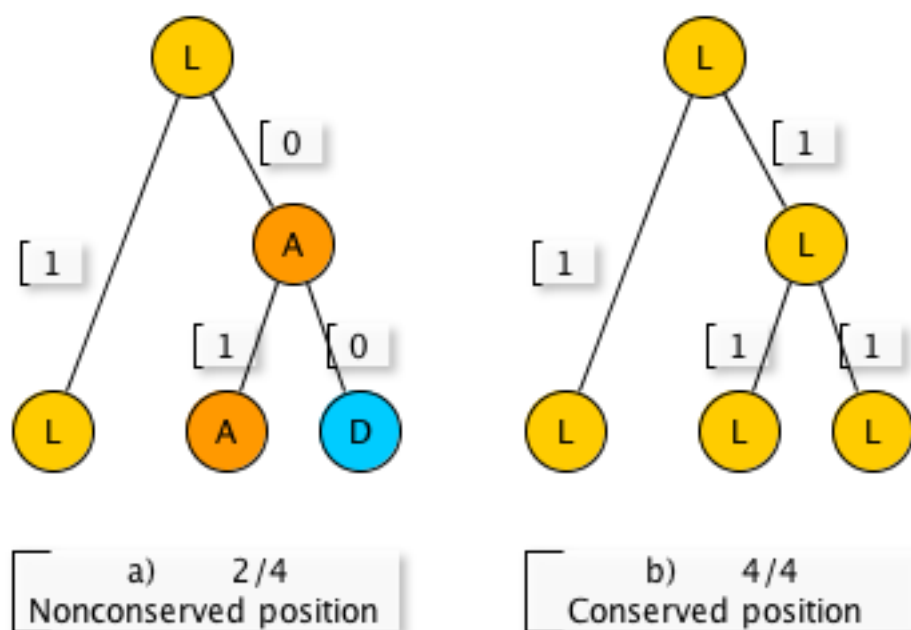 L
L
0
1
A
L
1
1
1
0
1
1
L
A
D
L
L
L
a) 2/4
Nonconserved position
b) 4/4
Conserved position